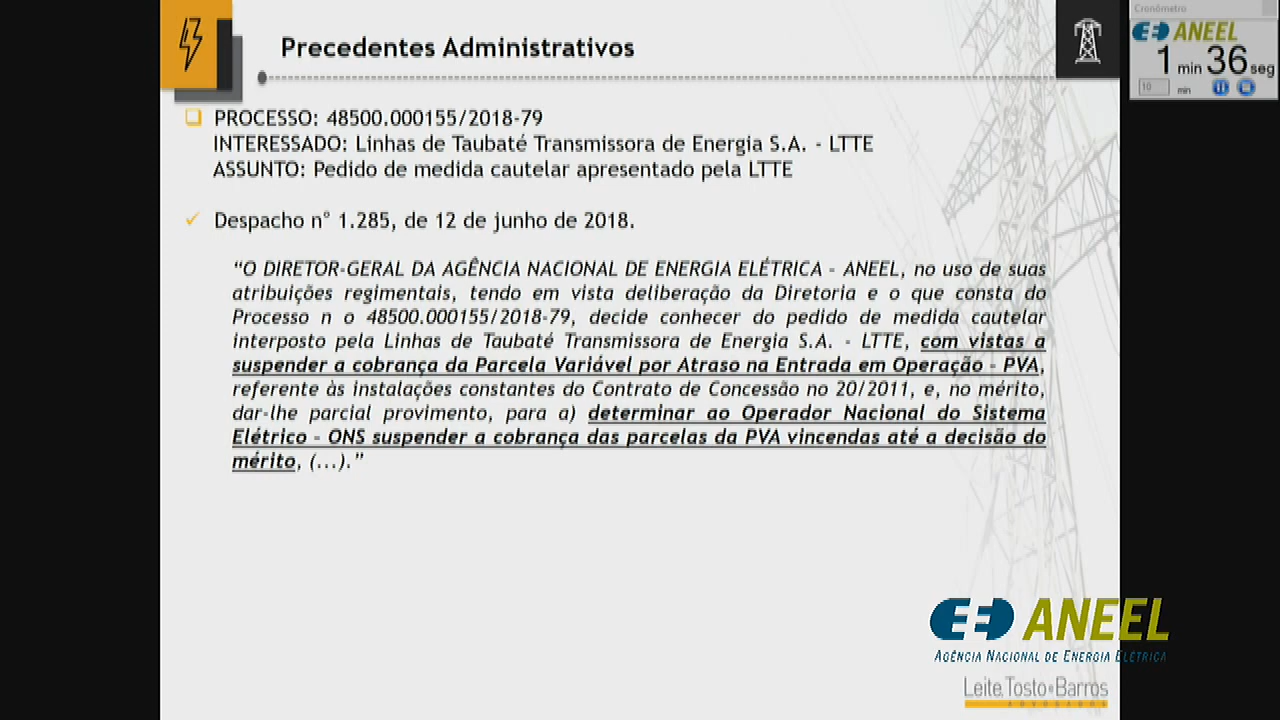 Precedentes Administrativos
Cronômetro
ANEEL
1 min 36 seg
10 min
PROCESSO: 48500.000155/2018-79
INTERESSADO: Linhas de Taubaté Transmissora de Energia S.A. - LTTE
ASSUNTO: Pedido de medida cautelar apresentado pela LTTE
Despacho n° 1.285, de 12 de junho de 2018.
“O DIRETOR-GERAL DA AGÊNCIA NACIONAL DE ENERGIA ELÉTRICA - ANEEL, no uso de suas
atribuições regimentais, tendo em vista deliberação da Diretoria e o que consta do
Processo n o 48500.000155/2018-79, decide conhecer do pedido de medida cautelar
interposto pela Linhas de Taubaté Transmissora de Energia S.A. - LTTE, com vistas a
suspender a cobrança da Parcela Variável por Atraso na Entrada em Operação - PVA,
referente às instalações constantes do Contrato de Concessão no 20/2011, e, no mérito,
dar-lhe parcial provimento, para a) determinar ao Operador Nacional do Sistema
Elétrico - ONS suspender a cobrança das parcelas da PVA vincendas até a decisão do
mérito, (...).”
ANEEL
AGÊNCIA NACIONAL DE ENERGIA ELÉTRICA
Leite, Tosto e Barros
ADVOGADOS